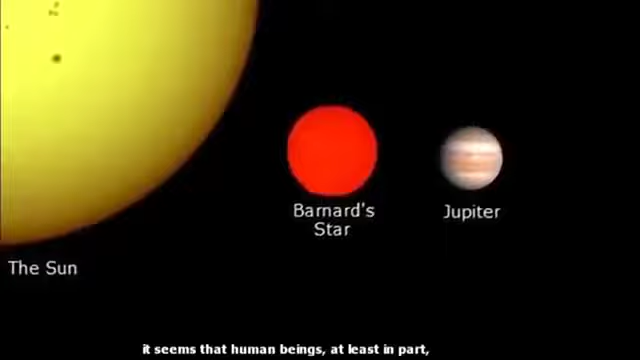 Barnard's
Star
Jupiter
The Sun
it seems that human beings, at least in part,